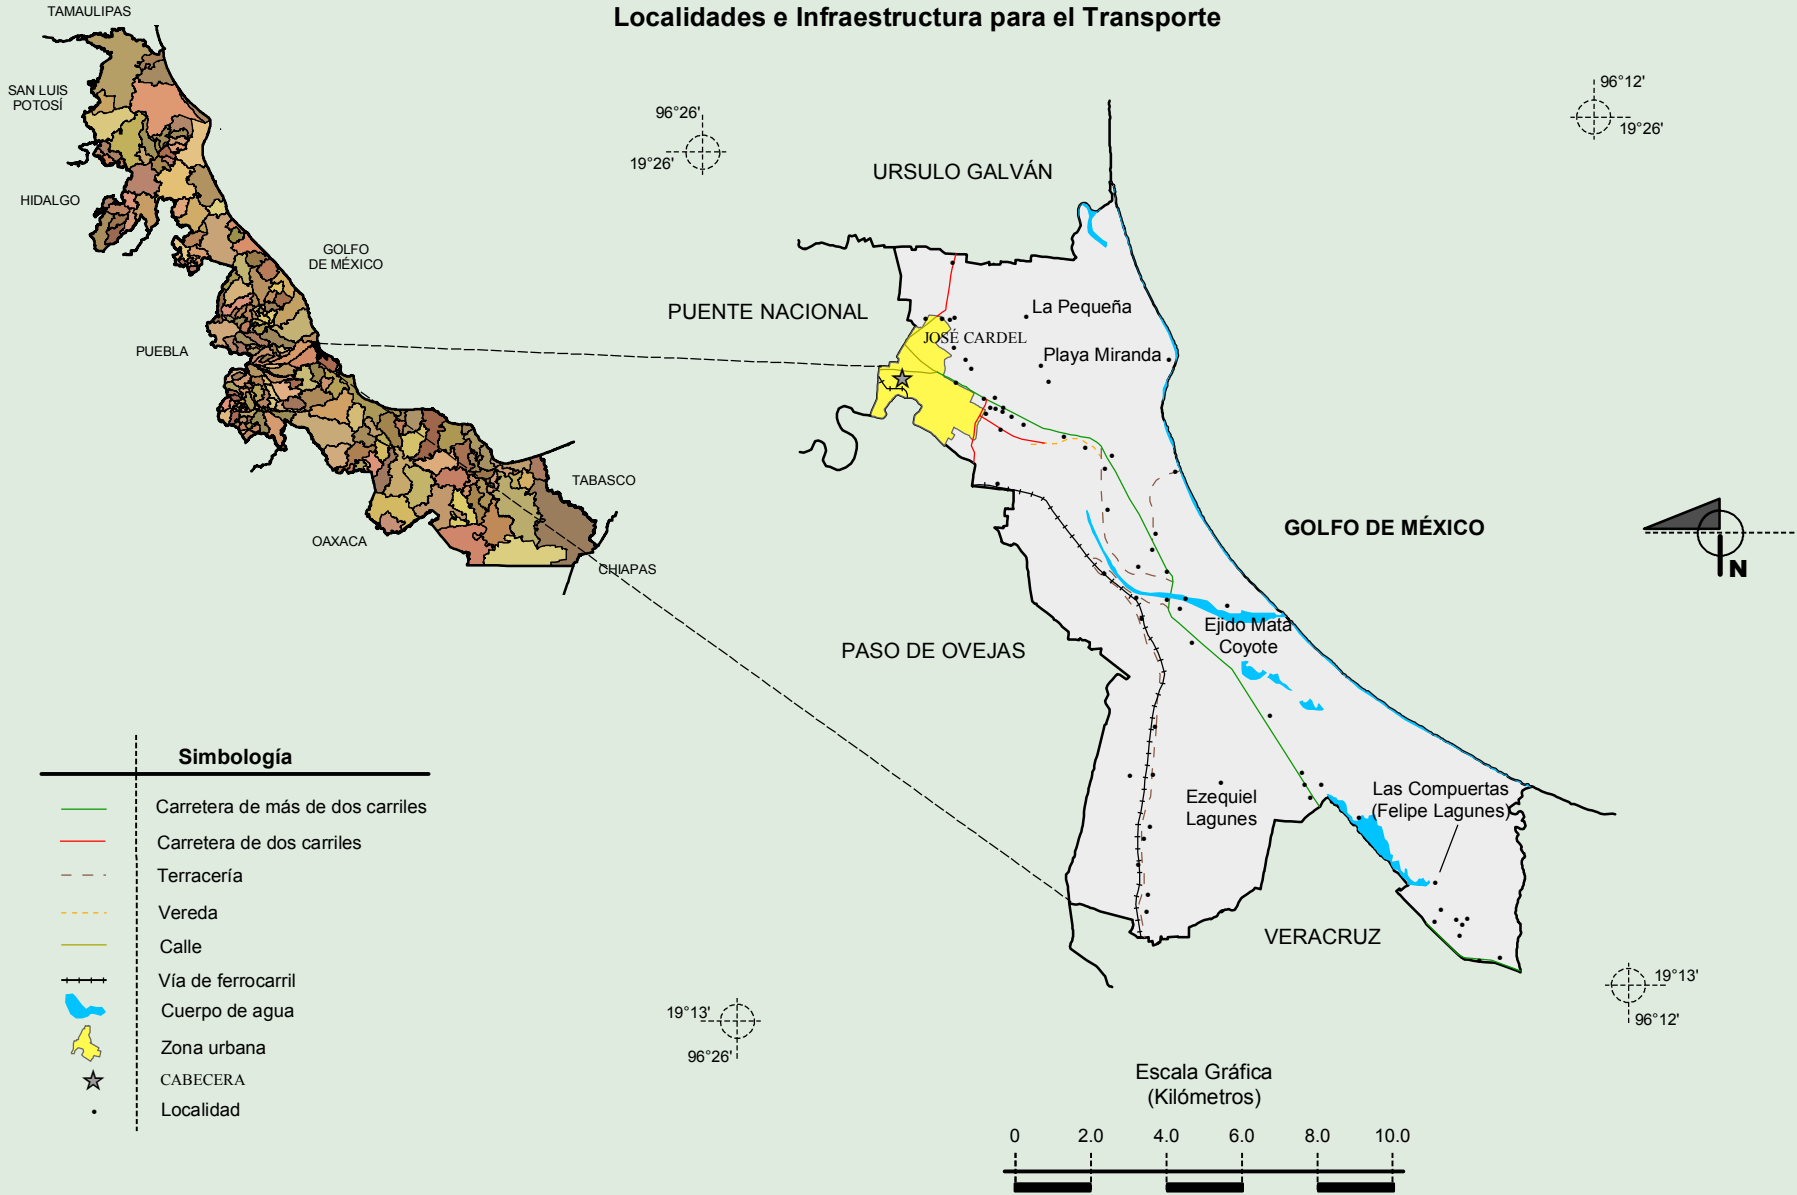 Localidades e Infraestructura para el Transporte
TAMAULIPAS
SAN LUIS
POTOSÍ
HIDALGO
GOLFO
DE MÉXICO
PUEBLA
TABASCO
OAXACA
CHIAPAS
96°26'
19°26'
96°12'
19°26'
URSULO GALVÁN
PUENTE NACIONAL
La Pequeña
JOSÉ CARDEL
Playa Miranda
GOLFO DE MÉXICO
N
Ejido Mata
Coyote
PASO DE OVEJAS
Ezequiel
Lagunes
Las Compuertas
(Felipe Lagunes)
VERACRUZ
19°13'
96°26'
19°13'
96°12'
Simbología
Carretera de más de dos carriles
Carretera de dos carriles
Terracería
Vereda
Calle
Vía de ferrocarril
Cuerpo de agua
Zona urbana
CABECERA
Localidad
Escala Gráfica
(Kilómetros)
0 2.0 4.0 6.0 8.0 10.0